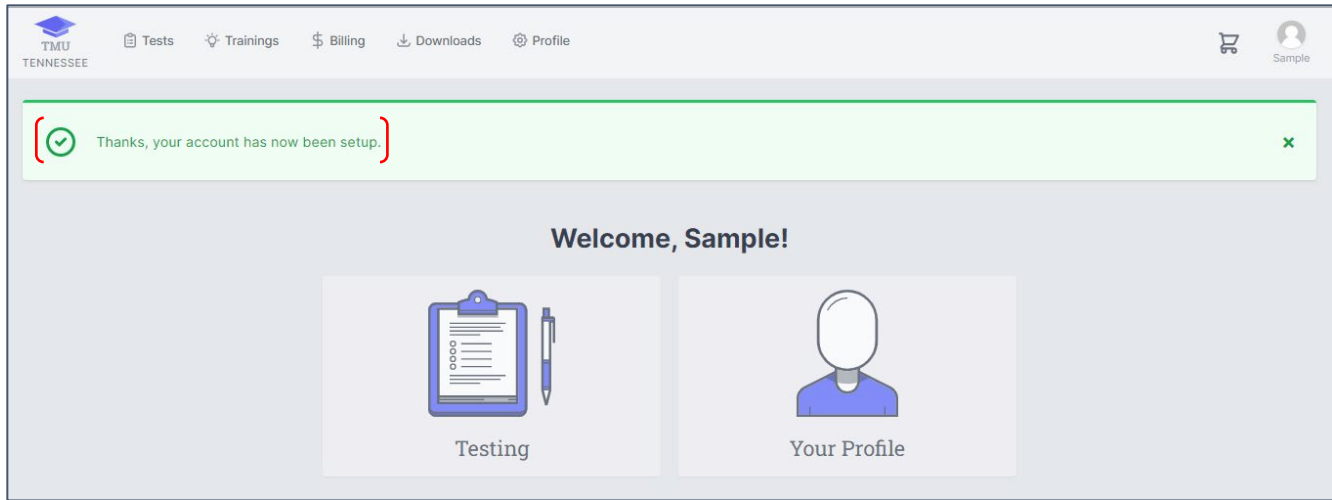 TMU
TENNESSEE
Tests
Trainings
Billing
Downloads
Profile
Sample
Thanks, your account has now been setup.
Welcome, Sample!
Testing
Your Profile